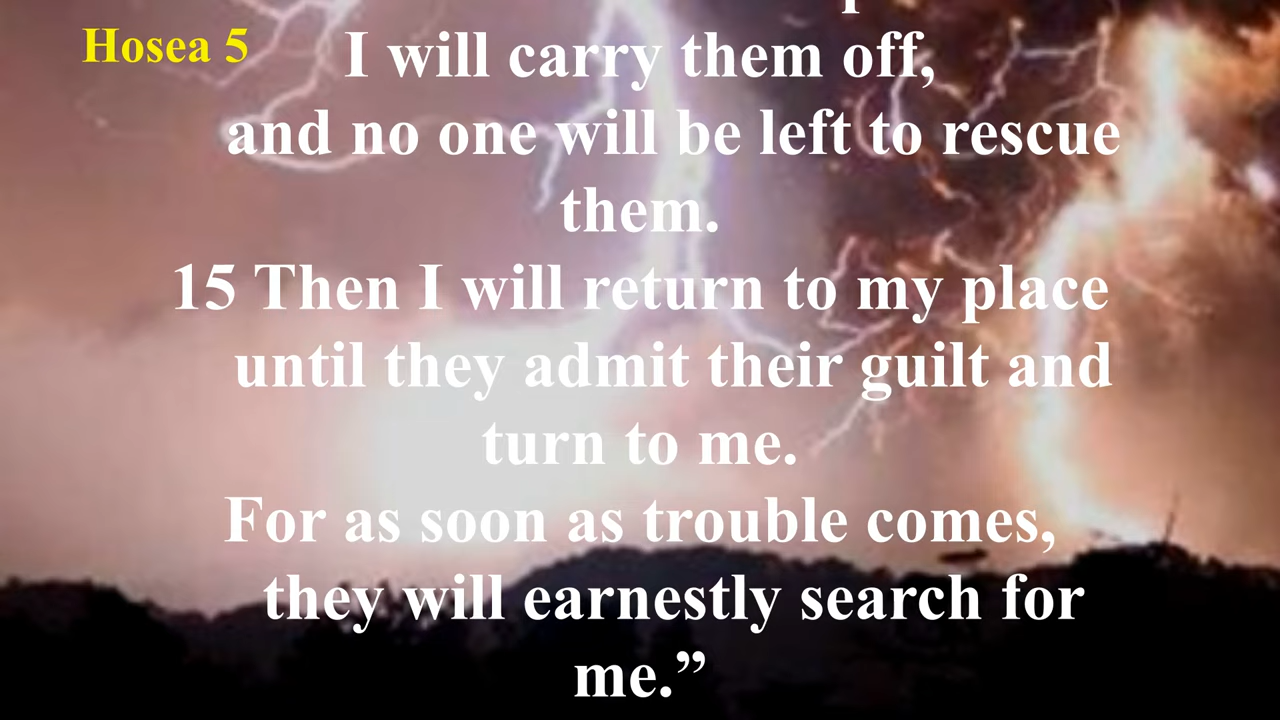 Hosea 5
I will carry them off,
and no one will be left to rescue
them.
15 Then I will return to my place
until they admit their guilt and
turn to me.
For as soon as trouble comes,
they will earnestly search for
me.”